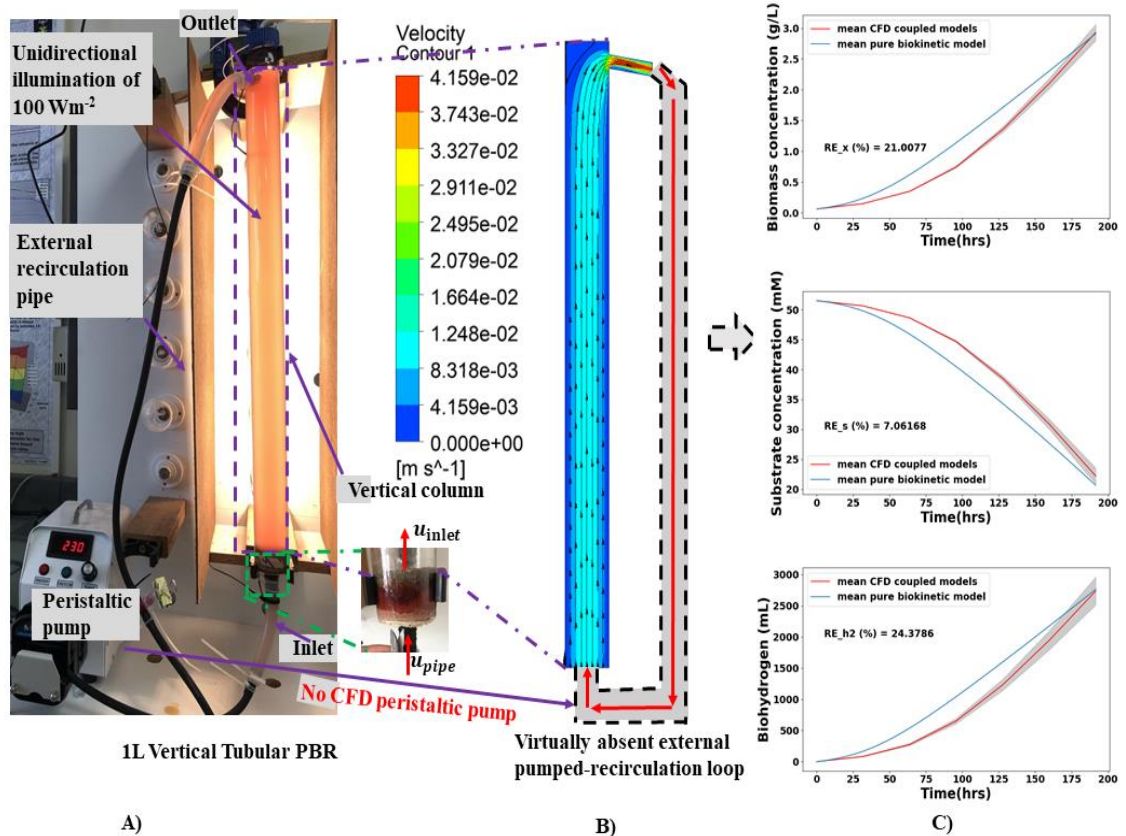 Outlet
Unidirectional
illumination of
100 Wm-2
External
recirculation
pipe
Vertical column
230
Peristaltic
pump
Inlet
u_inlet
u_pipe
No CFD peristaltic pump
1L Vertical Tubular PBR
A)
Velocity
Contour 1
4.159e-02
3.743e-02
3.327e-02
2.911e-02
2.495e-02
2.079e-02
1.664e-02
1.248e-02
8.318e-03
4.159e-03
0.000e+00
[m s^-1]
Virtually absent external
pumped-recirculation loop
B)
Biomass concentration (g/L)
3.0
2.5
2.0
1.5
1.0
0.5
0.0
mean CFD coupled models
mean pure biokinetic model
RE_x (%) = 21.0077
0 25 50 75 100 125 150 175 200
Time(hrs)
Substrate concentration (mM)
50
45
40
35
30
25
20
RE_s (%) = 7.06168
mean CFD coupled models
mean pure biokinetic model
0 25 50 75 100 125 150 175 200
Time(hrs)
Biohydrogen (mL)
3000
2500
2000
1500
1000
500
0
mean CFD coupled models
mean pure biokinetic model
RE_h2 (%) = 24.3786
0 25 50 75 100 125 150 175 200
Time(hrs)
C)